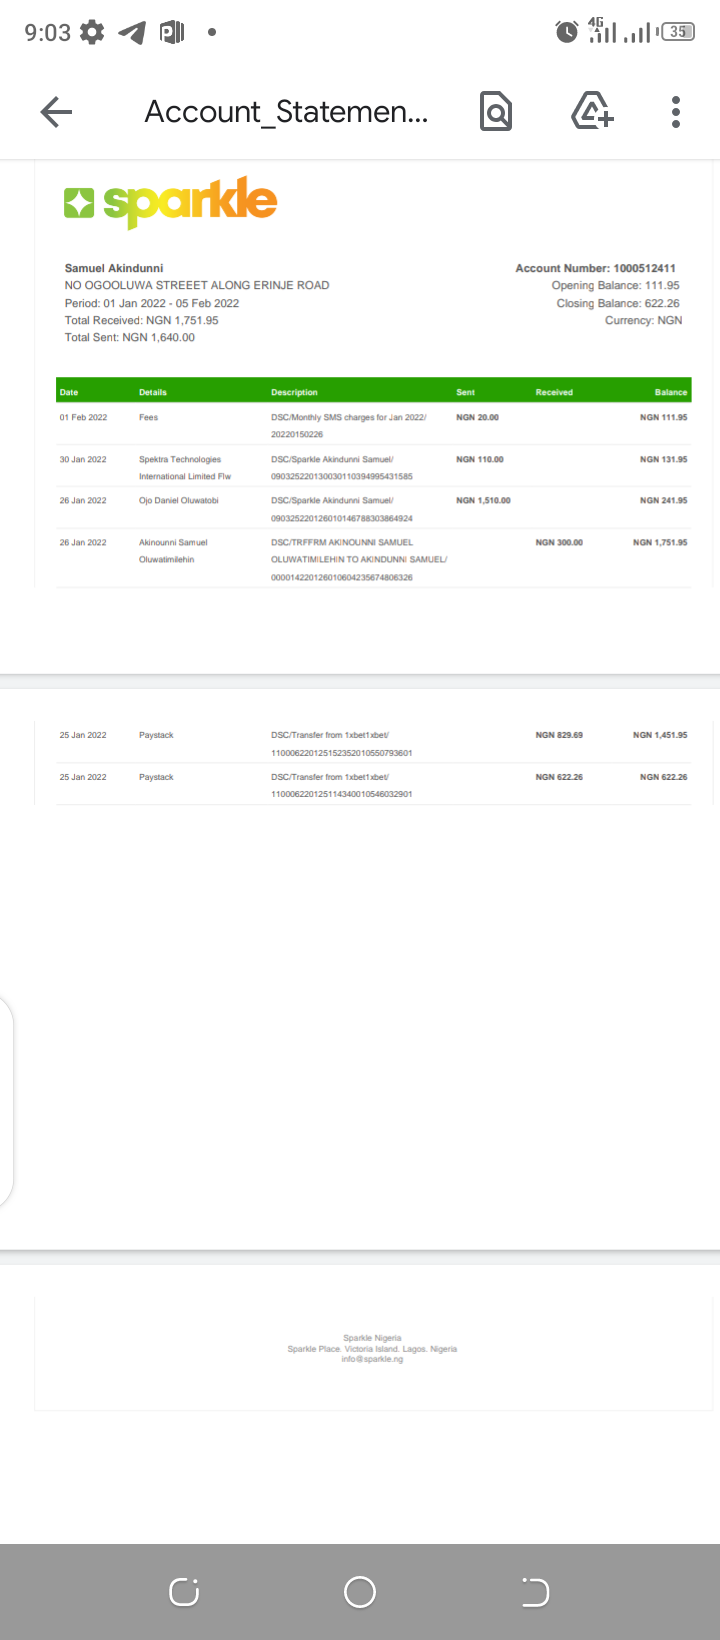 9:03 4G 35
Account_Statemen...
sparkle
Samuel Akindunni
NO OGOOLUWA STREEET ALONG ERINJE ROAD
Period: 01 Jan 2022 - 05 Feb 2022
Total Received: NGN 1,751.95
Total Sent: NGN 1,640.00
Account Number: 1000512411
Opening Balance: 111.95
Closing Balance: 622.26
Currency: NGN
Date Details Description Sent Received Balance
01 Feb 2022 Fees DSC/Monthly SMS charges for Jan 2022/ NGN 20.00 NGN 111.95
20220150226
30 Jan 2022 Spektra Technologies DSC/Sparkle Akindunni Samuel/ NGN 110.00 NGN 131.95
International Limited Flw 090325220130030110394995431585
26 Jan 2022 Ojo Daniel Oluwatobi DSC/Sparkle Akindunni Samuel/ NGN 1,510.00 NGN 241.95
090325220126010146788303864924
26 Jan 2022 Akinounni Samuel DSC/TRFFRM AKINOUNNI SAMUEL NGN 300.00 NGN 1,751.95
Oluwatimilehin OLUWATIMILEHIN TO AKINDUNNI SAMUEL/
000014220126010604235674806326
25 Jan 2022 Paystack DSC/Transfer from 1xbet1xbet/ NGN 829.69 NGN 1,451.95
110006220125152352010550793601
25 Jan 2022 Paystack DSC/Transfer from 1xbet1xbet/ NGN 622.26 NGN 622.26
110006220125114340010546032901
Sparkle Nigeria
Sparkle Place. Victoria Island. Lagos. Nigeria
info@sparkle.ng